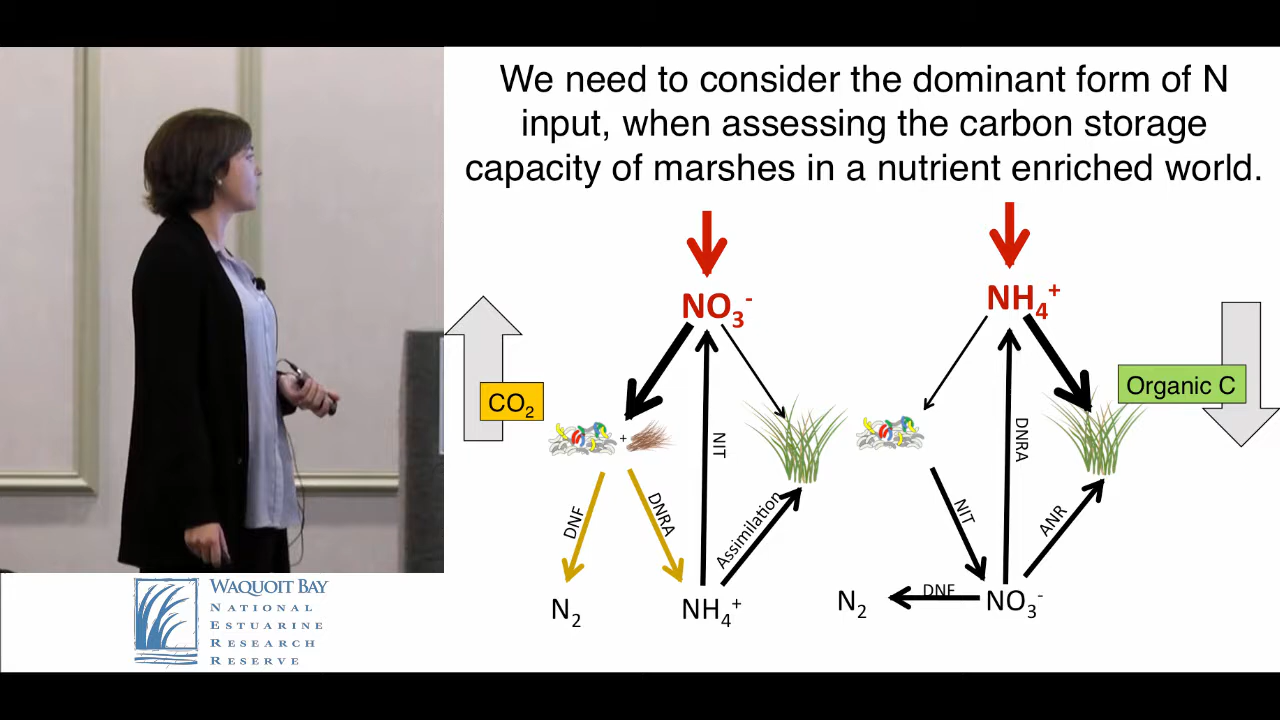 We need to consider the dominant form of N
input, when assessing the carbon storage
capacity of marshes in a nutrient enriched world.
NO₃⁻
NH₄⁺
CO₂
Organic C
+
NIT
DNRA
DNF
DNRA
Assimilation
NIT
ANR
DNF
N₂
NH₄⁺
N₂
NO₃⁻
WAQUOIT BAY
NATIONAL
ESTUARINE
RESEARCH
RESERVE